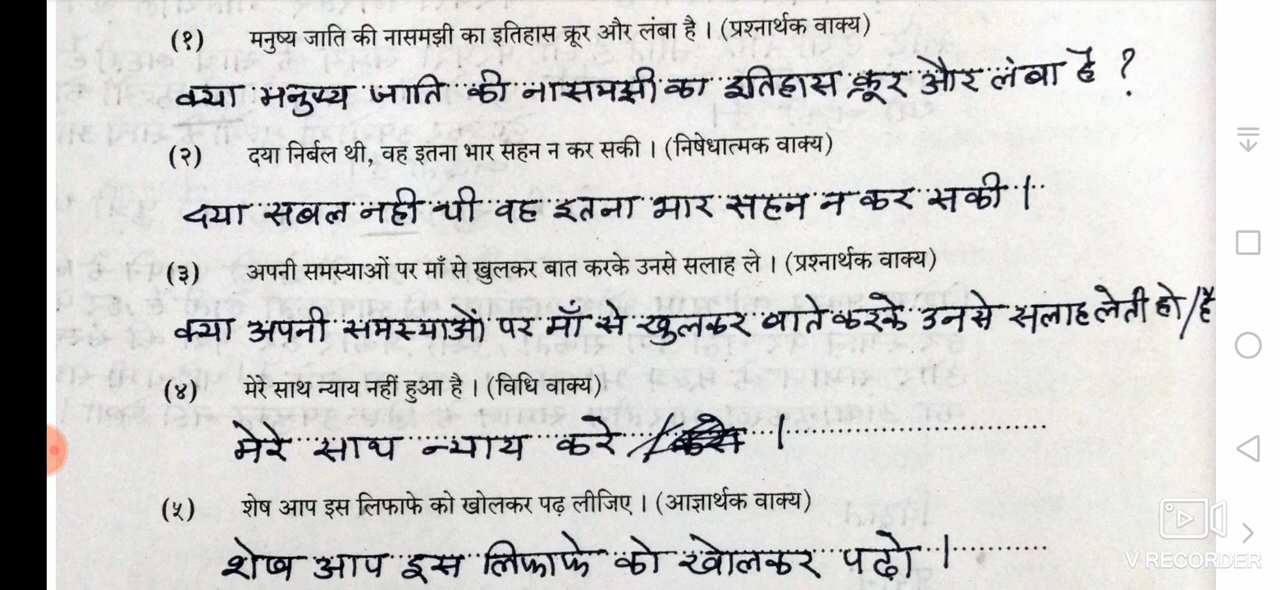 (१) मनुष्य जाति की नासमझी का इतिहास क्रूर और लंबा है । (प्रश्नार्थक वाक्य)
क्या मनुष्य जाति की नासमझी का इतिहास क्रूर और लंबा है ?
(२) दया निर्बल थी, वह इतना भार सहन न कर सकी । (निषेधात्मक वाक्य)
दया सबल नही थी वह इतना भार सहन न कर सकी ।
(३) अपनी समस्याओं पर माँ से खुलकर बात करके उनसे सलाह ले । (प्रश्नार्थक वाक्य)
क्या अपनी समस्याओं पर माँ से खुलकर बाते करके उनसे सलाह लेती हो/है
(४) मेरे साथ न्याय नहीं हुआ है । (विधि वाक्य)
मेरे साथ न्याय करे ।
(५) शेष आप इस लिफाफे को खोलकर पढ़ लीजिए । (आज्ञार्थक वाक्य)
शेष आप इस लिफाफे को खोलकर पढ़ो ।
V RECORDER